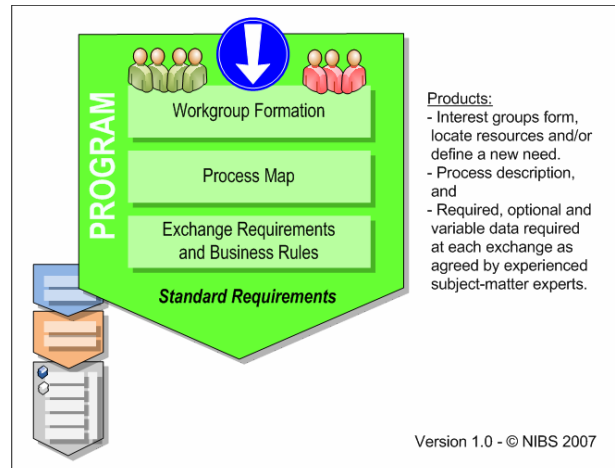 PROGRAM
Workgroup Formation
Process Map
Exchange Requirements
and Business Rules
Standard Requirements
Products:
- Interest groups form,
locate resources and/or
define a new need.
- Process description,
and
- Required, optional and
variable data required
at each exchange as
agreed by experienced
subject-matter experts.
Version 1.0 - © NIBS 2007